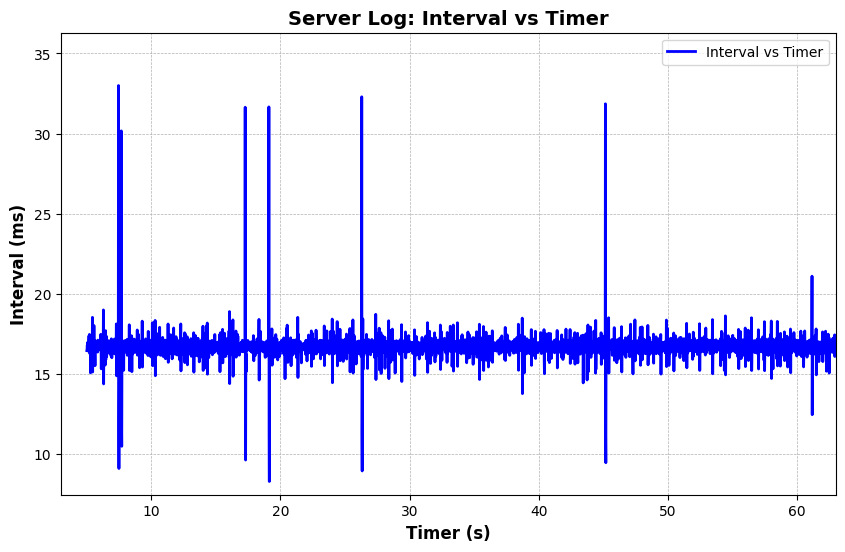 Server Log: Interval vs Timer
Interval vs Timer
35
30
25
20
15
10
Interval (ms)
10 20 30 40 50 60
Timer (s)